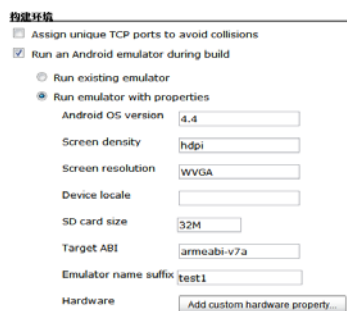 构建环境
Assign unique TCP ports to avoid collisions
Run an Android emulator during build
Run existing emulator
Run emulator with properties
Android OS version 4.4
Screen density hdpi
Screen resolution WVGA
Device locale
SD card size 32M
Target ABI armeabi-v7a
Emulator name suffix test1
Hardware Add custom hardware property...